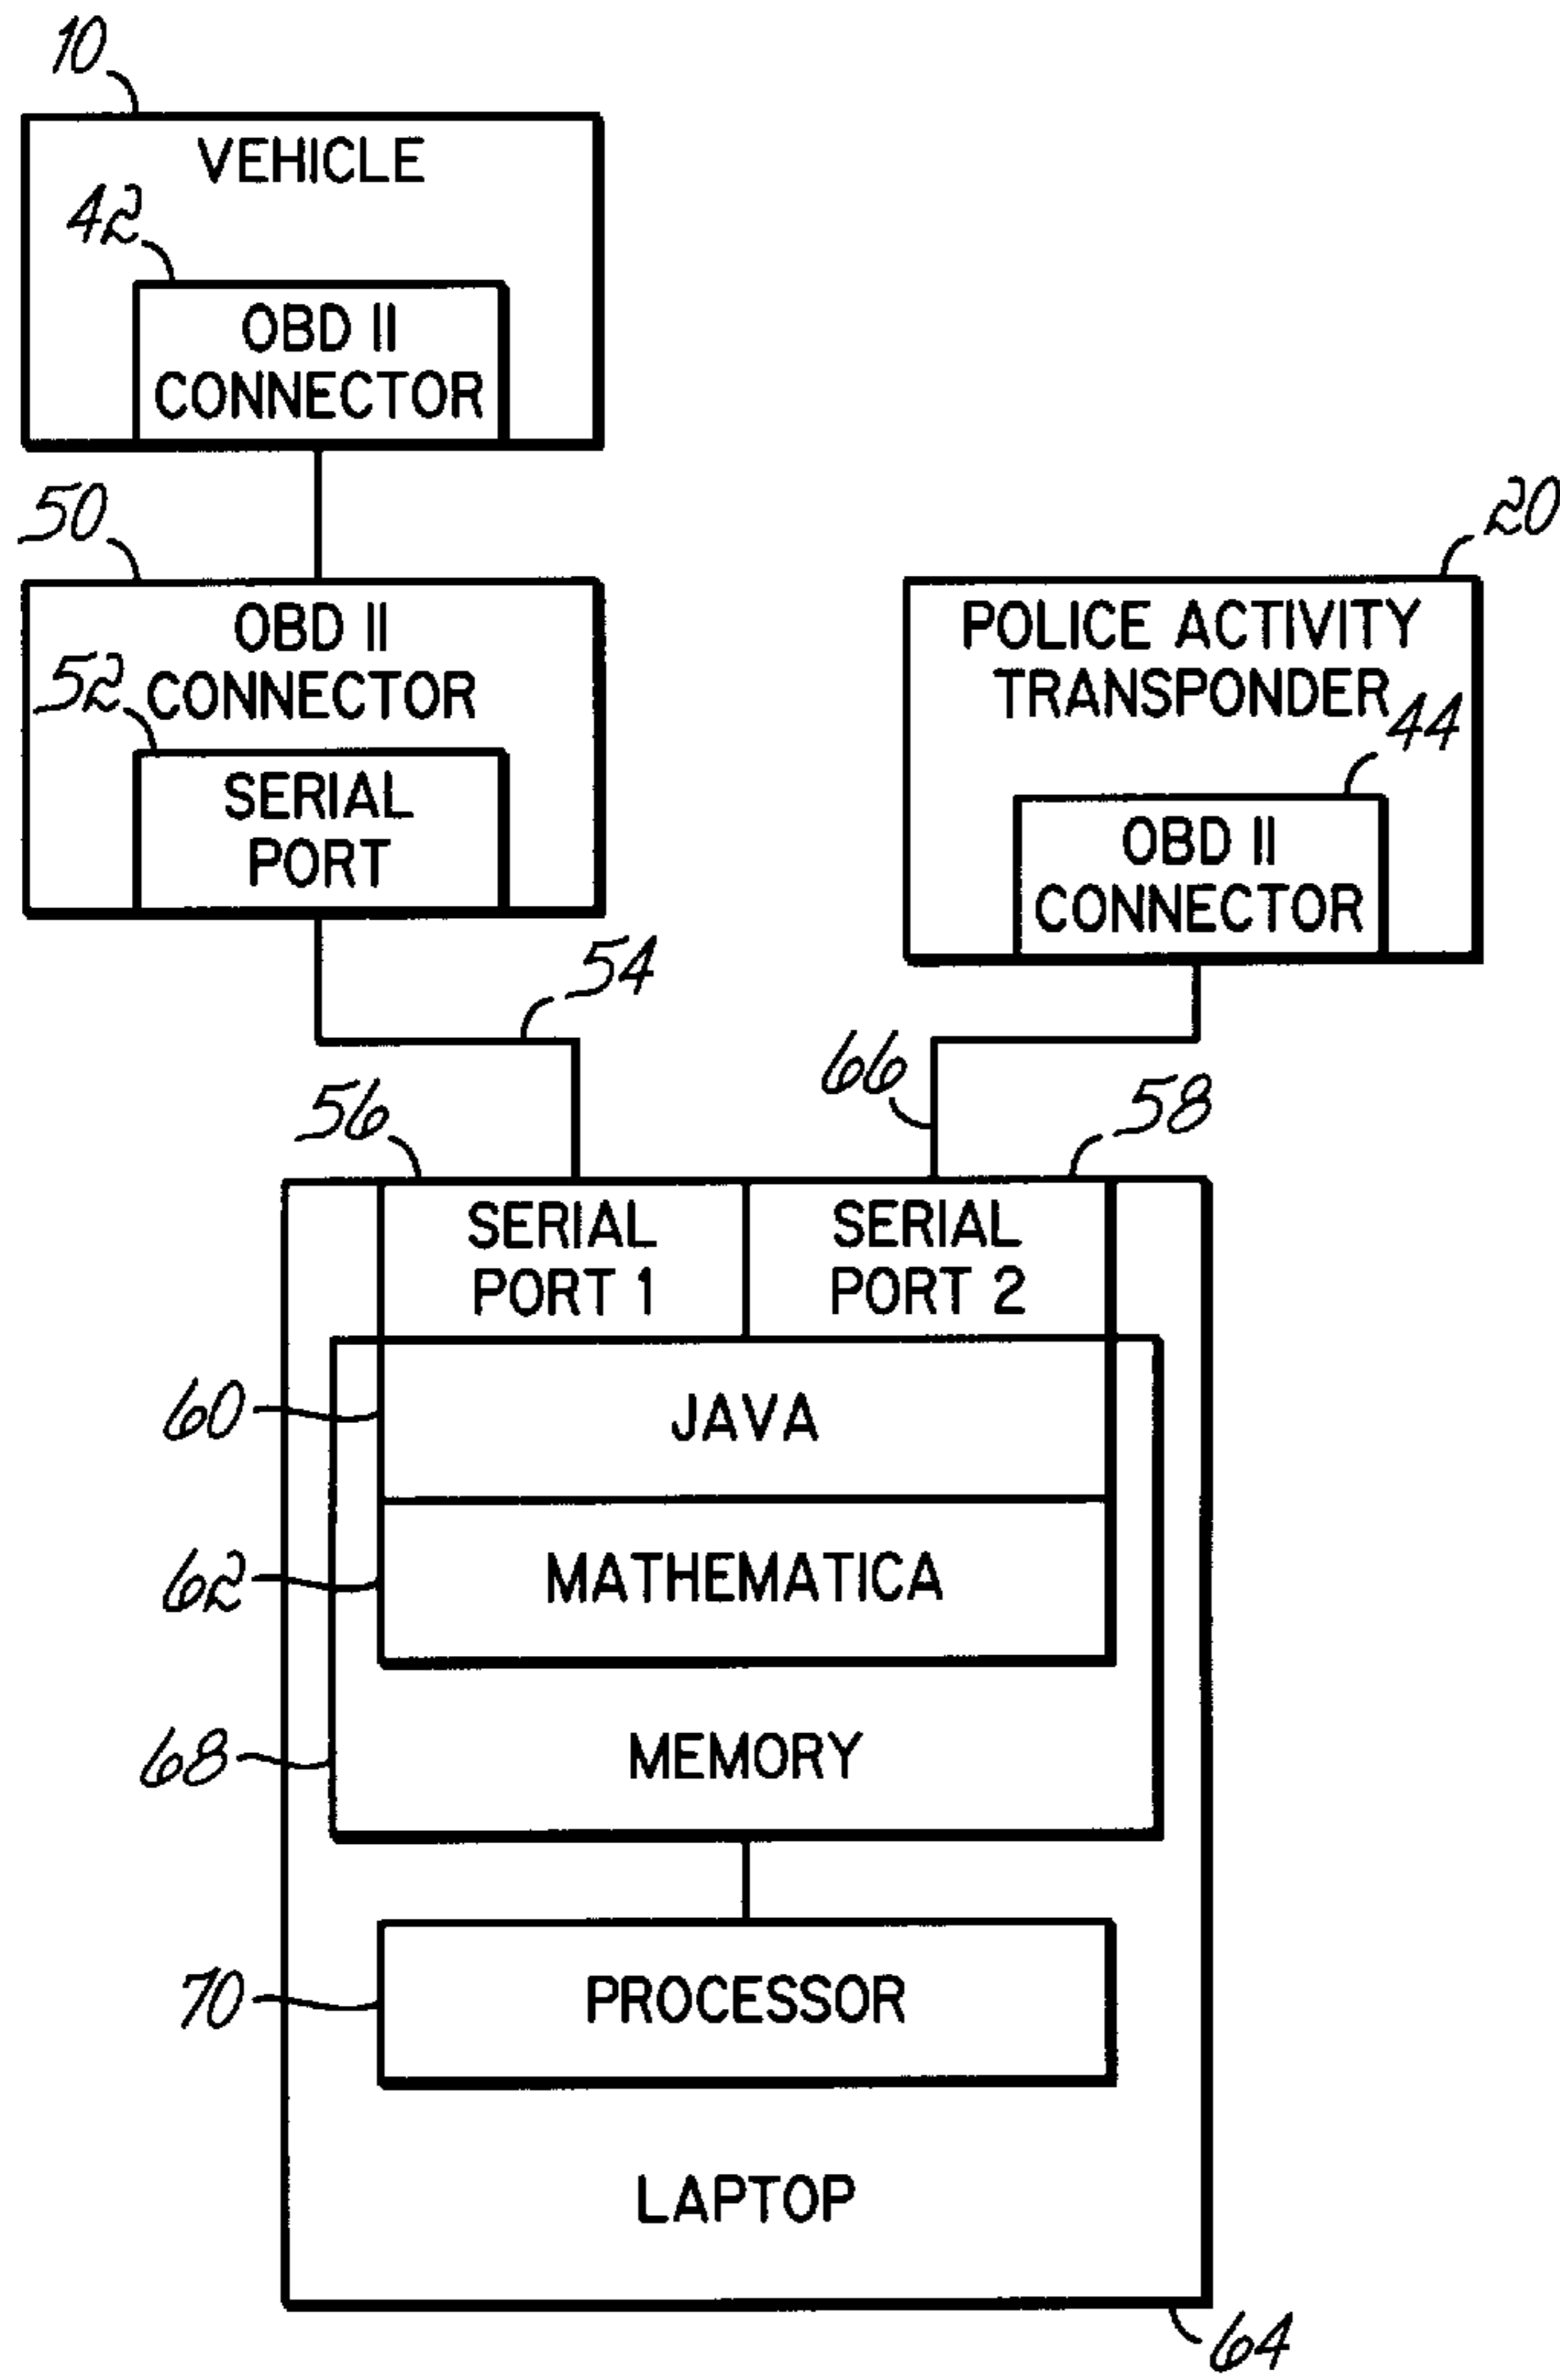 10
VEHICLE
42
OBD II
CONNECTOR
50
OBD II
CONNECTOR
52
SERIAL
PORT
20
POLICE ACTIVITY
TRANSPONDER
44
OBD II
CONNECTOR
54
66
56
58
SERIAL
PORT 1
SERIAL
PORT 2
60
JAVA
62
MATHEMATICA
68
MEMORY
70
PROCESSOR
LAPTOP
64